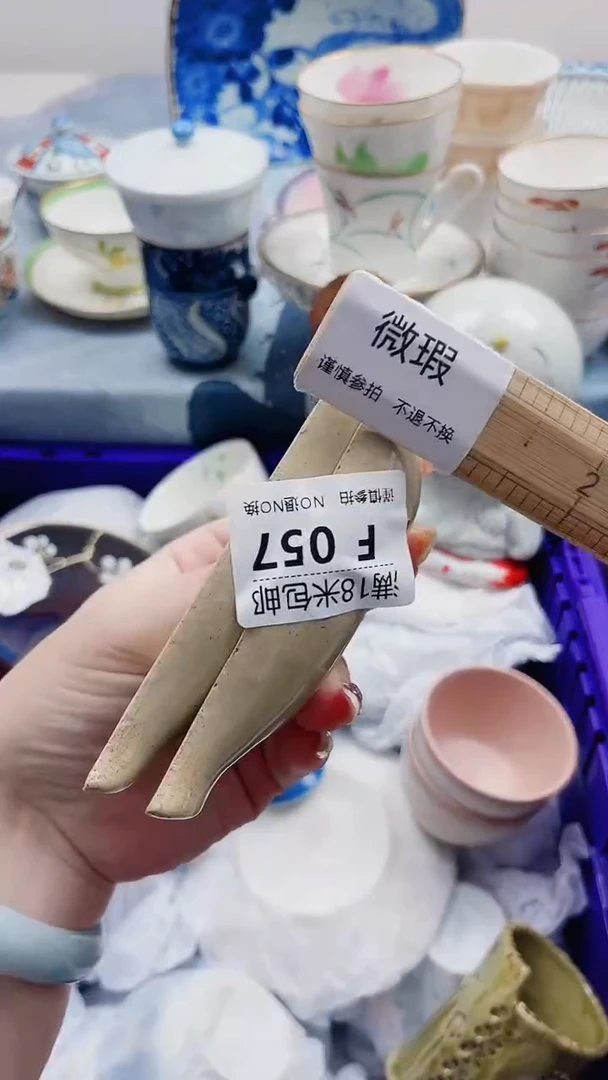 微瑕
谨慎参拍 不退不换
满18米包邮
F 057
谨慎参拍 NO退NO换
2